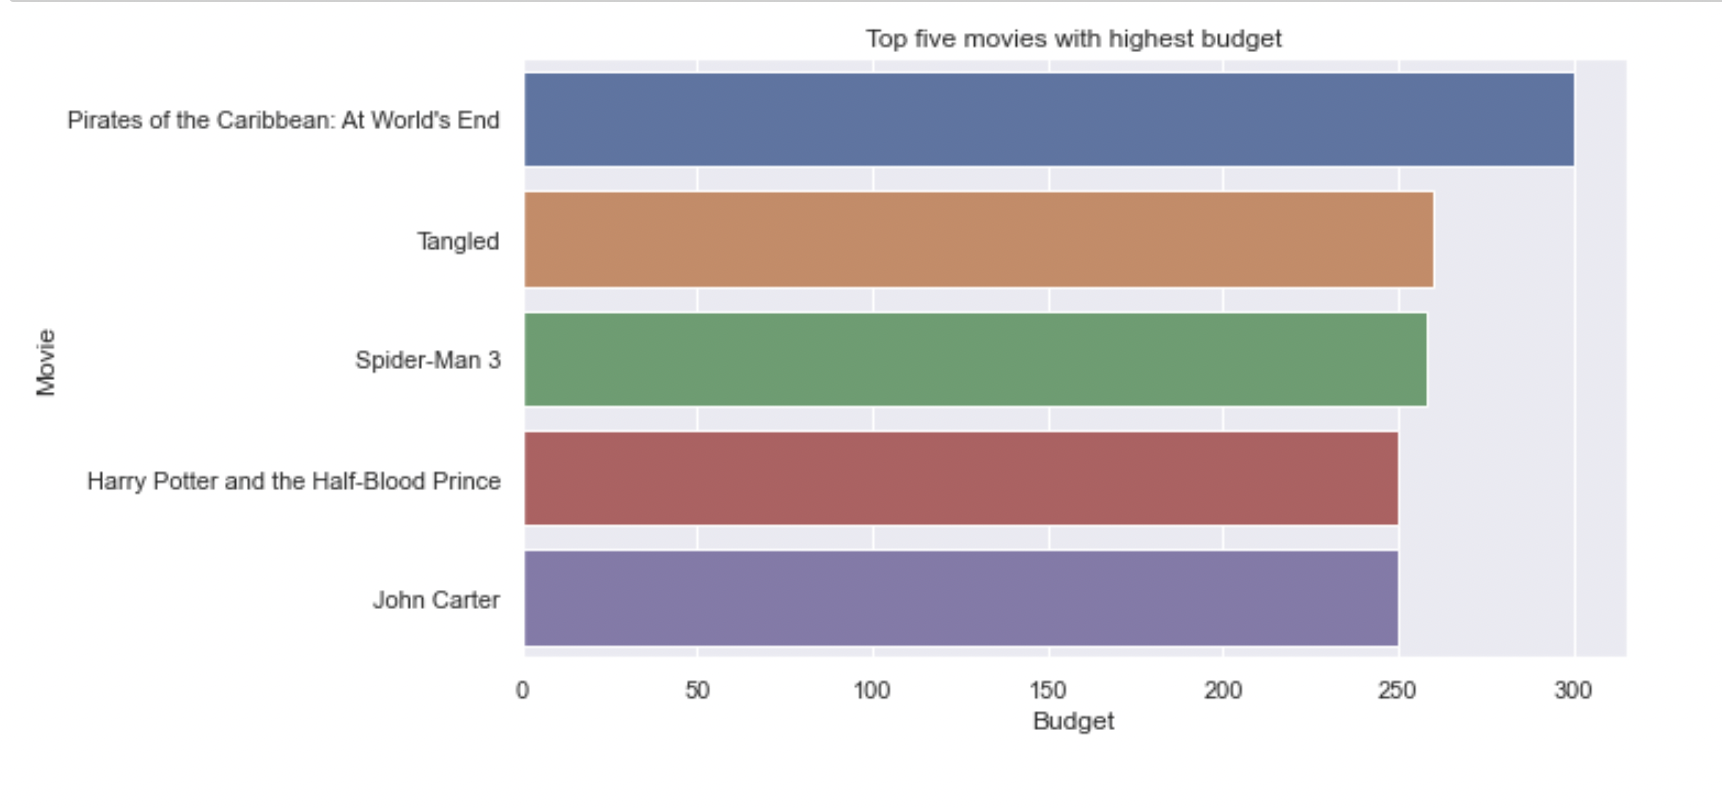 Top five movies with highest budget
Pirates of the Caribbean: At World's End
Tangled
Spider-Man 3
Harry Potter and the Half-Blood Prince
John Carter
Movie
0 50 100 150 200 250 300
Budget